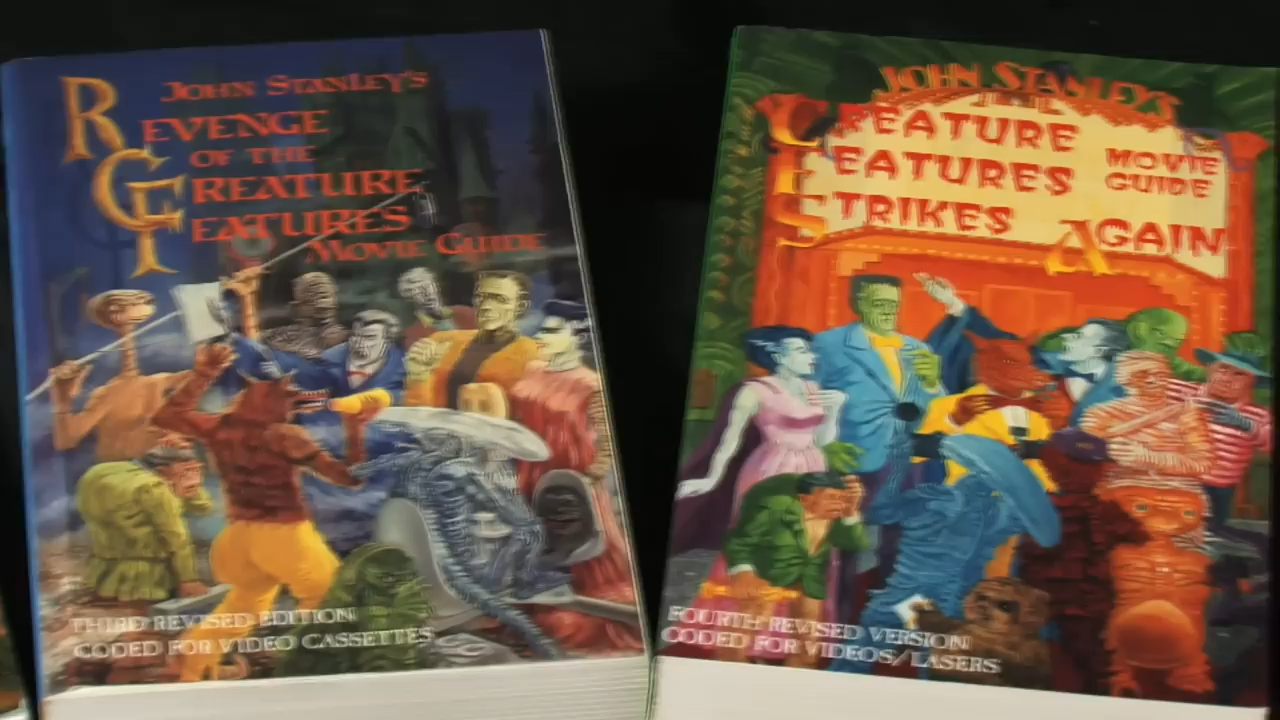 JOHN STANLEY'S
REVENGE
OF THE
CREATURE
FEATURES
MOVIE GUIDE
THIRD REVISED EDITION
CODED FOR VIDEO CASSETTES
JOHN STANLEY'S
CREATURE
FEATURES
STRIKES AGAIN
MOVIE
GUIDE
FOURTH REVISED VERSION
CODED FOR VIDEOS/LASERS